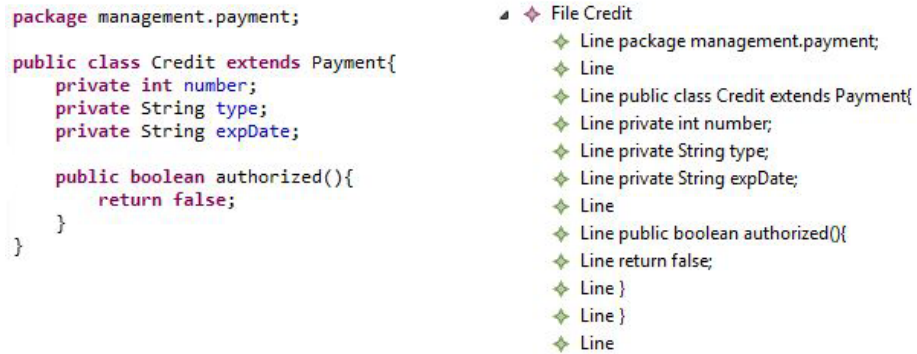 package management.payment;
public class Credit extends Payment{
private int number;
private String type;
private String expDate;
public boolean authorized(){
return false;
}
}
File Credit
Line package management.payment;
Line
Line public class Credit extends Payment{
Line private int number;
Line private String type;
Line private String expDate;
Line
Line public boolean authorized(){
Line return false;
Line }
Line }
Line